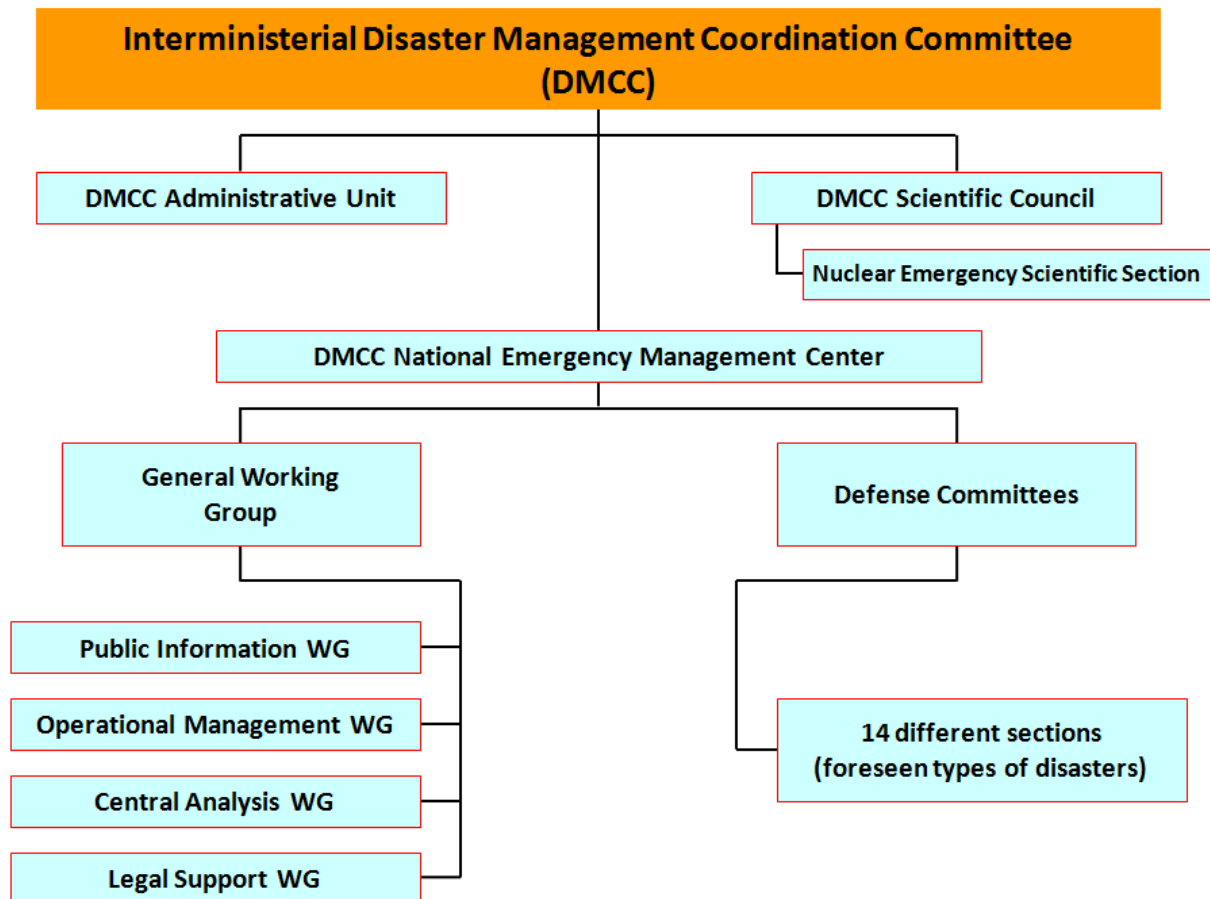 Interministerial Disaster Management Coordination Committee
(DMCC)
DMCC Administrative Unit
DMCC Scientific Council
Nuclear Emergency Scientific Section
DMCC National Emergency Management Center
General Working
Group
Defense Committees
Public Information WG
Operational Management WG
Central Analysis WG
Legal Support WG
14 different sections
(foreseen types of disasters)